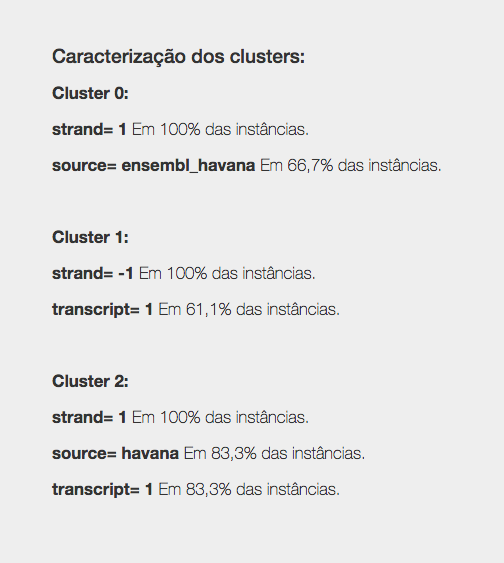 Caracterização dos clusters:
Cluster 0:
strand= 1 Em 100% das instâncias.
source= ensembl_havana Em 66,7% das instâncias.
Cluster 1:
strand= -1 Em 100% das instâncias.
transcript= 1 Em 61,1% das instâncias.
Cluster 2:
strand= 1 Em 100% das instâncias.
source= havana Em 83,3% das instâncias.
transcript= 1 Em 83,3% das instâncias.